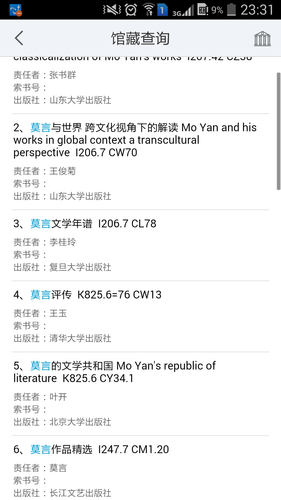 3G 9% 23:31
馆藏查询
classicalization of Mo Yan's works I207.42 CZ38
责任者：张书群
索书号：
出版社：山东大学出版社
2、莫言与世界 跨文化视角下的解读 Mo Yan and his
works in global context a transcultural
perspective I206.7 CW70
责任者：王俊菊
索书号：
出版社：山东大学出版社
3、莫言文学年谱 I206.7 CL78
责任者：李桂玲
索书号：
出版社：复旦大学出版社
4、莫言评传 K825.6=76 CW13
责任者：王玉
索书号：
出版社：清华大学出版社
5、莫言的文学共和国 Mo Yan's republic of
literature K825.6 CY34.1
责任者：叶开
索书号：
出版社：北京大学出版社
6、莫言作品精选 I247.7 CM1.20
责任者：莫言
索书号：
出版社：长江文艺出版社